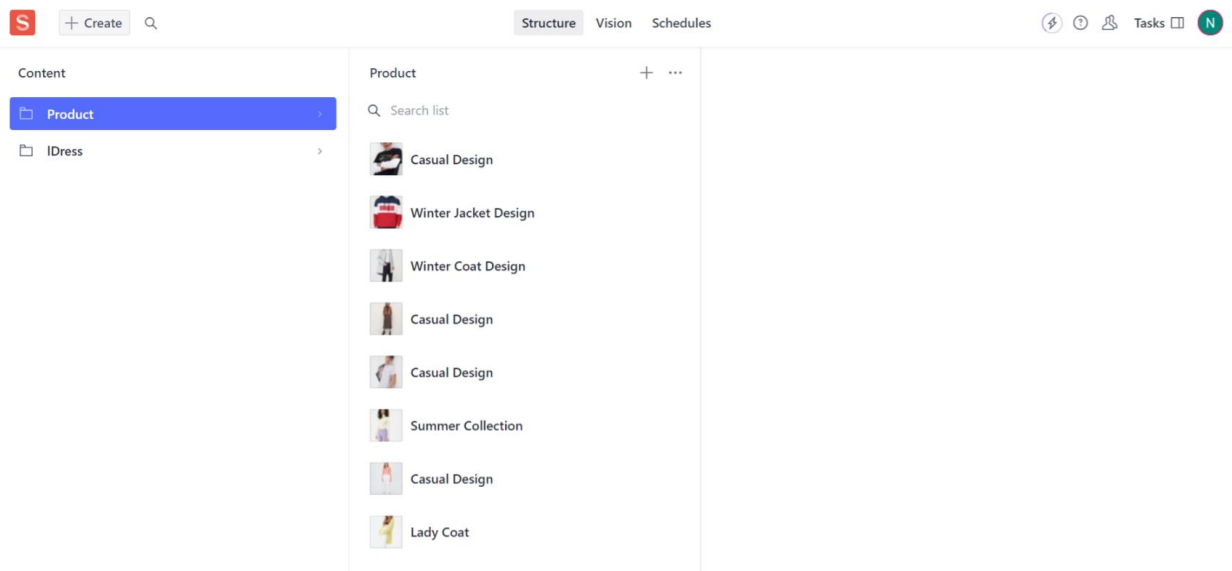 S
Create
Structure
Vision
Schedules
Tasks
N
Content
Product
IDress
Product
Search list
Casual Design
Winter Jacket Design
Winter Coat Design
Casual Design
Casual Design
Summer Collection
Casual Design
Lady Coat